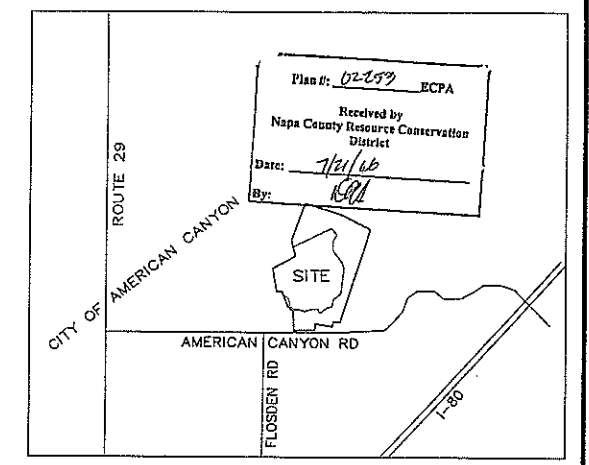 Plan #: 02253 ECPA
Received by
Napa County Resource Conservation
District
Date: 7/21/06
By:
ROUTE 29
CITY OF AMERICAN CANYON
SITE
AMERICAN CANYON RD
FLOSDEN RD
I-80